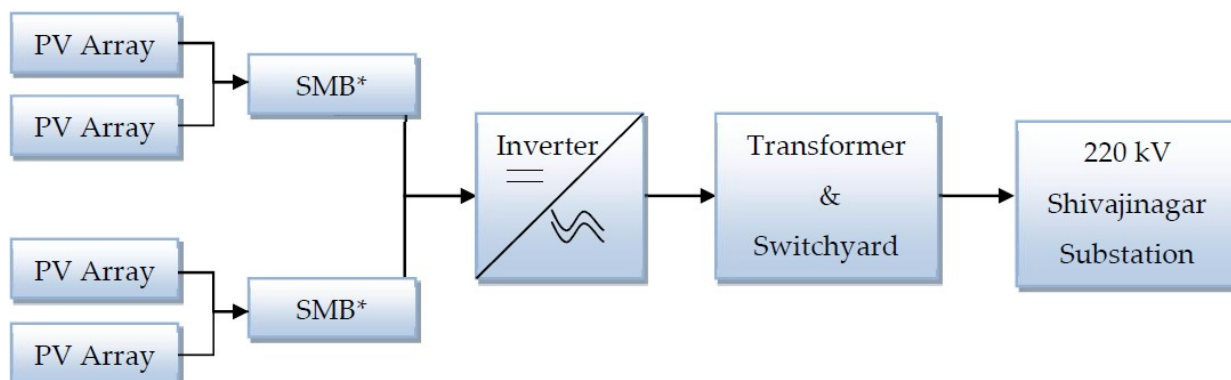 PV Array
PV Array
SMB*
PV Array
PV Array
SMB*
Inverter
Transformer
&
Switchyard
220 kV
Shivajinagar
Substation